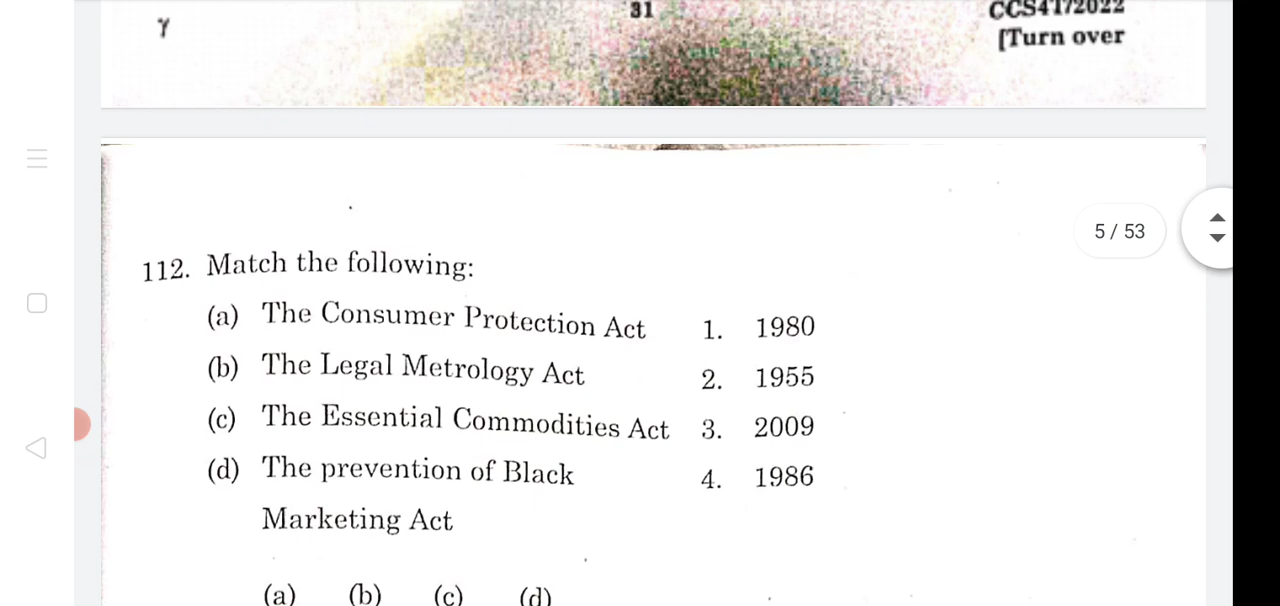 31
CCS4172022
γ
[Turn over
5 / 53
112. Match the following:
(a) The Consumer Protection Act 1. 1980
(b) The Legal Metrology Act 2. 1955
(c) The Essential Commodities Act 3. 2009
(d) The prevention of Black 4. 1986
Marketing Act
(a) (b) (c) (d)